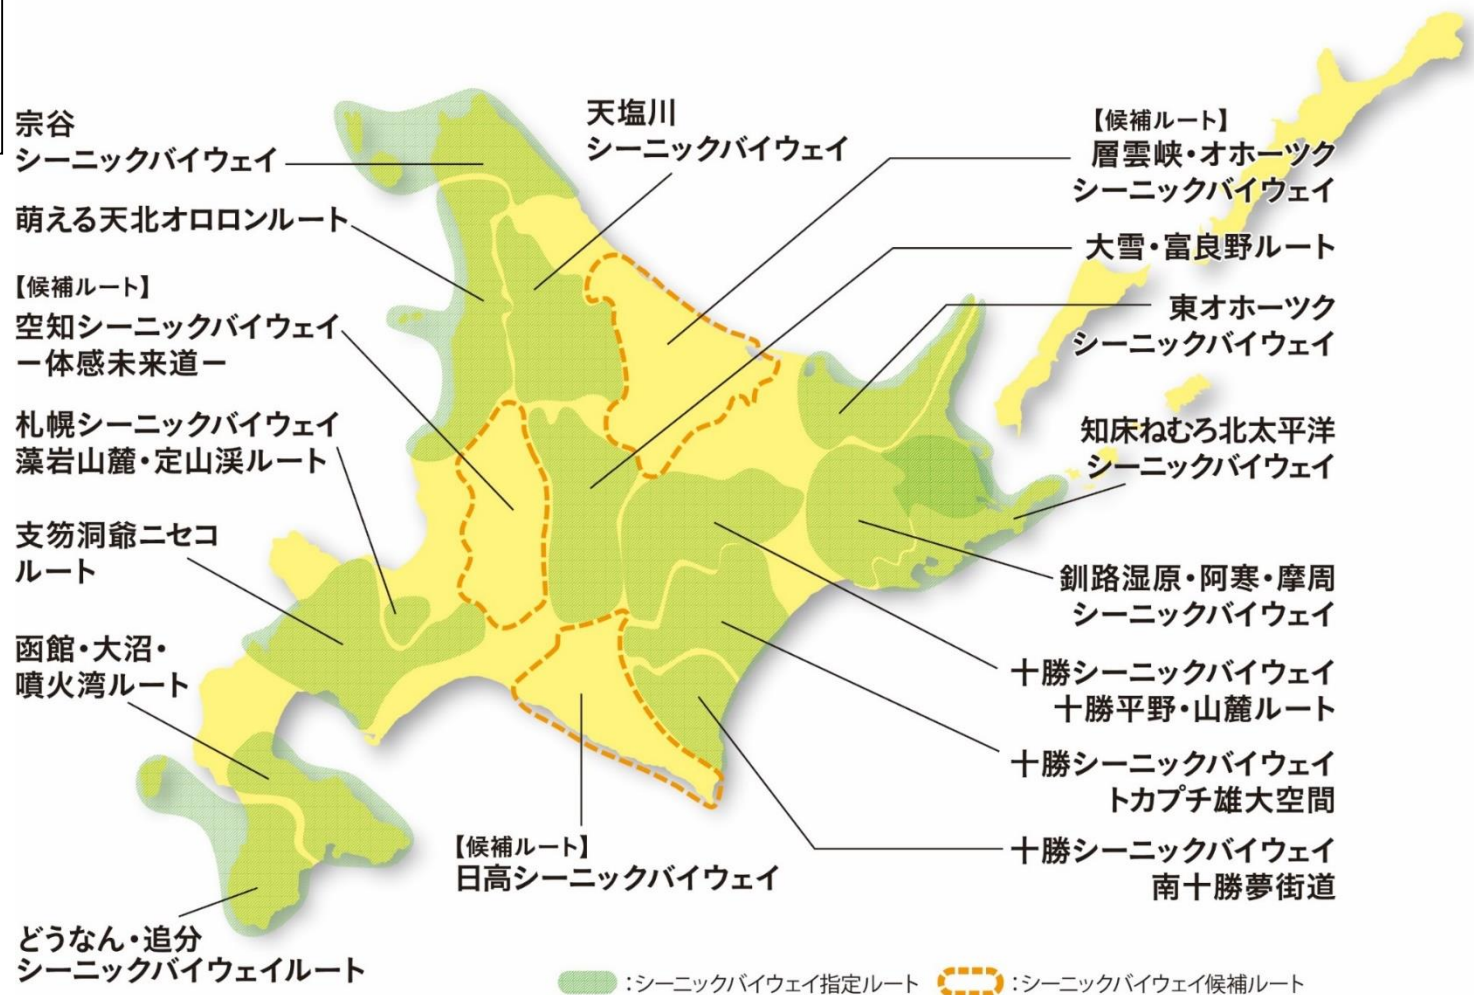 宗谷
シーニックバイウェイ
萌える天北オロロンルート
【候補ルート】
空知シーニックバイウェイ
ー体感未来道ー
札幌シーニックバイウェイ
藻岩山麓・定山渓ルート
支笏洞爺ニセコ
ルート
函館・大沼・
噴火湾ルート
どうなん・追分
シーニックバイウェイルート
天塩川
シーニックバイウェイ
【候補ルート】
日高シーニックバイウェイ
【候補ルート】
層雲峡・オホーツク
シーニックバイウェイ
大雪・富良野ルート
東オホーツク
シーニックバイウェイ
知床ねむろ北太平洋
シーニックバイウェイ
釧路湿原・阿寒・摩周
シーニックバイウェイ
十勝シーニックバイウェイ
十勝平野・山麓ルート
十勝シーニックバイウェイ
トカプチ雄大空間
十勝シーニックバイウェイ
南十勝夢街道
：シーニックバイウェイ指定ルート
：シーニックバイウェイ候補ルート